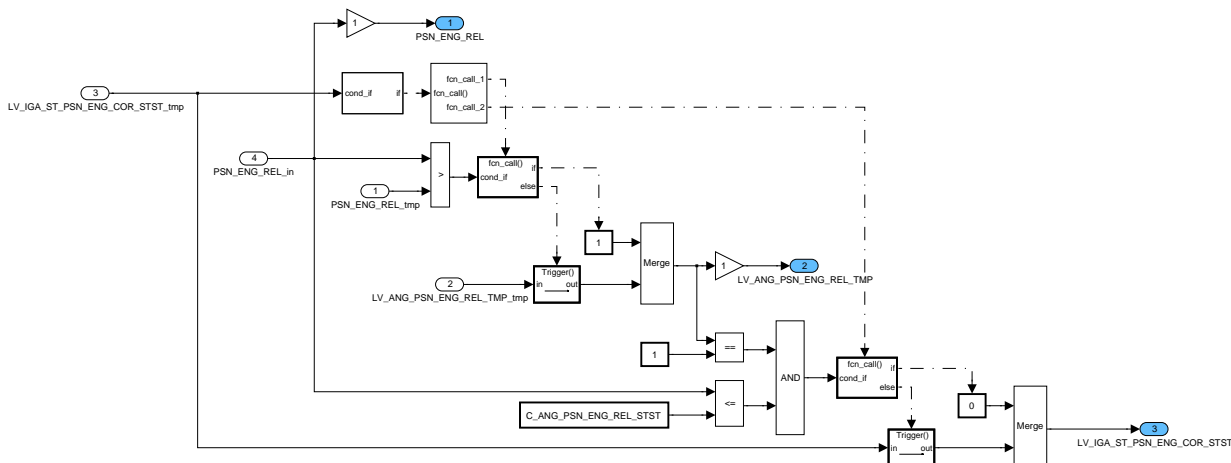 1
1
PSN_ENG_REL
fcn_call_1
3
cond_if
if
fcn_call()
LV_IGA_ST_PSN_ENG_COR_STST_tmp
fcn_call_2
4
fcn_call()
if
>
cond_if
PSN_ENG_REL_in
1
else
PSN_ENG_REL_tmp
1
Merge
1
2
Trigger()
2
in
out
LV_ANG_PSN_ENG_REL_TMP
LV_ANG_PSN_ENG_REL_TMP_tmp
==
1
fcn_call()
if
AND
cond_if
else
<=
C_ANG_PSN_ENG_REL_STST
0
Merge
3
Trigger()
in
out
LV_IGA_ST_PSN_ENG_COR_STST